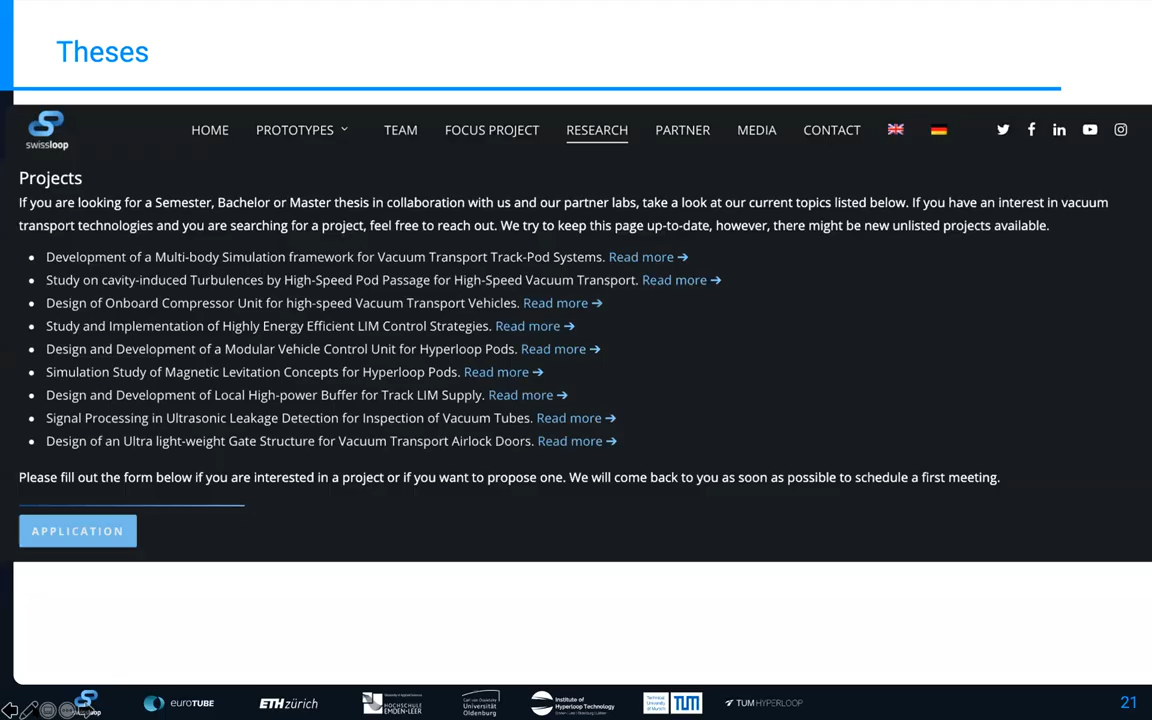 Theses
swissloop
HOME PROTOTYPES TEAM FOCUS PROJECT RESEARCH PARTNER MEDIA CONTACT
Projects
If you are looking for a Semester, Bachelor or Master thesis in collaboration with us and our partner labs, take a look at our current topics listed below. If you have an interest in vacuum
transport technologies and you are searching for a project, feel free to reach out. We try to keep this page up-to-date, however, there might be new unlisted projects available.
Development of a Multi-body Simulation framework for Vacuum Transport Track-Pod Systems. Read more →
Study on cavity-induced Turbulences by High-Speed Pod Passage for High-Speed Vacuum Transport. Read more →
Design of Onboard Compressor Unit for high-speed Vacuum Transport Vehicles. Read more →
Study and Implementation of Highly Energy Efficient LIM Control Strategies. Read more →
Design and Development of a Modular Vehicle Control Unit for Hyperloop Pods. Read more →
Simulation Study of Magnetic Levitation Concepts for Hyperloop Pods. Read more →
Design and Development of Local High-power Buffer for Track LIM Supply. Read more →
Signal Processing in Ultrasonic Leakage Detection for Inspection of Vacuum Tubes. Read more →
Design of an Ultra light-weight Gate Structure for Vacuum Transport Airlock Doors. Read more →
Please fill out the form below if you are interested in a project or if you want to propose one. We will come back to you as soon as possible to schedule a first meeting.
APPLICATION
euroTUBE
ETHzürich
HOCHSCHULE
EMDEN·LEER
Universität
Oldenburg
Institute of
Hyperloop Technology
Technical
University
of Munich
TUM
TUM HYPERLOOP
21